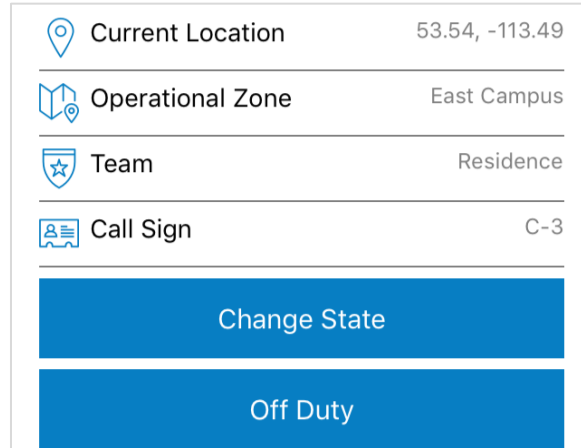 Current Location 53.54, -113.49
Operational Zone East Campus
Team Residence
Call Sign C-3
Change State
Off Duty